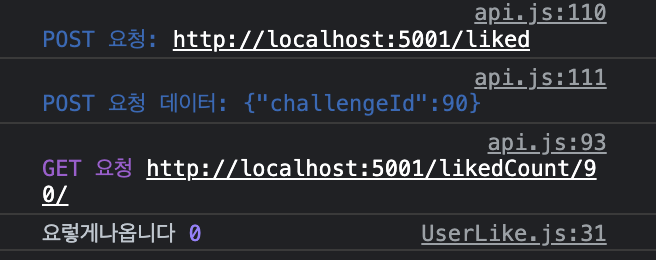 api.js:110
POST 요청: http://localhost:5001/liked
api.js:111
POST 요청 데이터: {"challengeId":90}
api.js:93
GET 요청 http://localhost:5001/likedCount/9
0/
요렇게나옵니다 0 UserLike.js:31